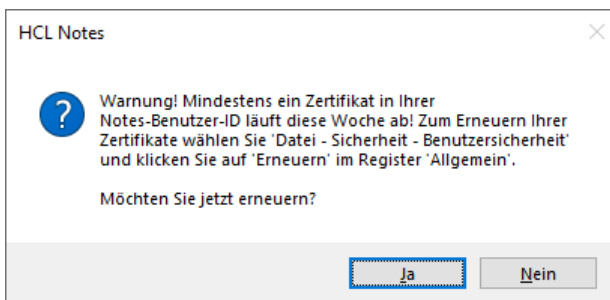 HCL Notes
Warnung! Mindestens ein Zertifikat in Ihrer
Notes-Benutzer-ID läuft diese Woche ab! Zum Erneuern Ihrer
Zertifikate wählen Sie 'Datei - Sicherheit - Benutzersicherheit'
und klicken Sie auf 'Erneuern' im Register 'Allgemein'.
Möchten Sie jetzt erneuern?
Ja
Nein